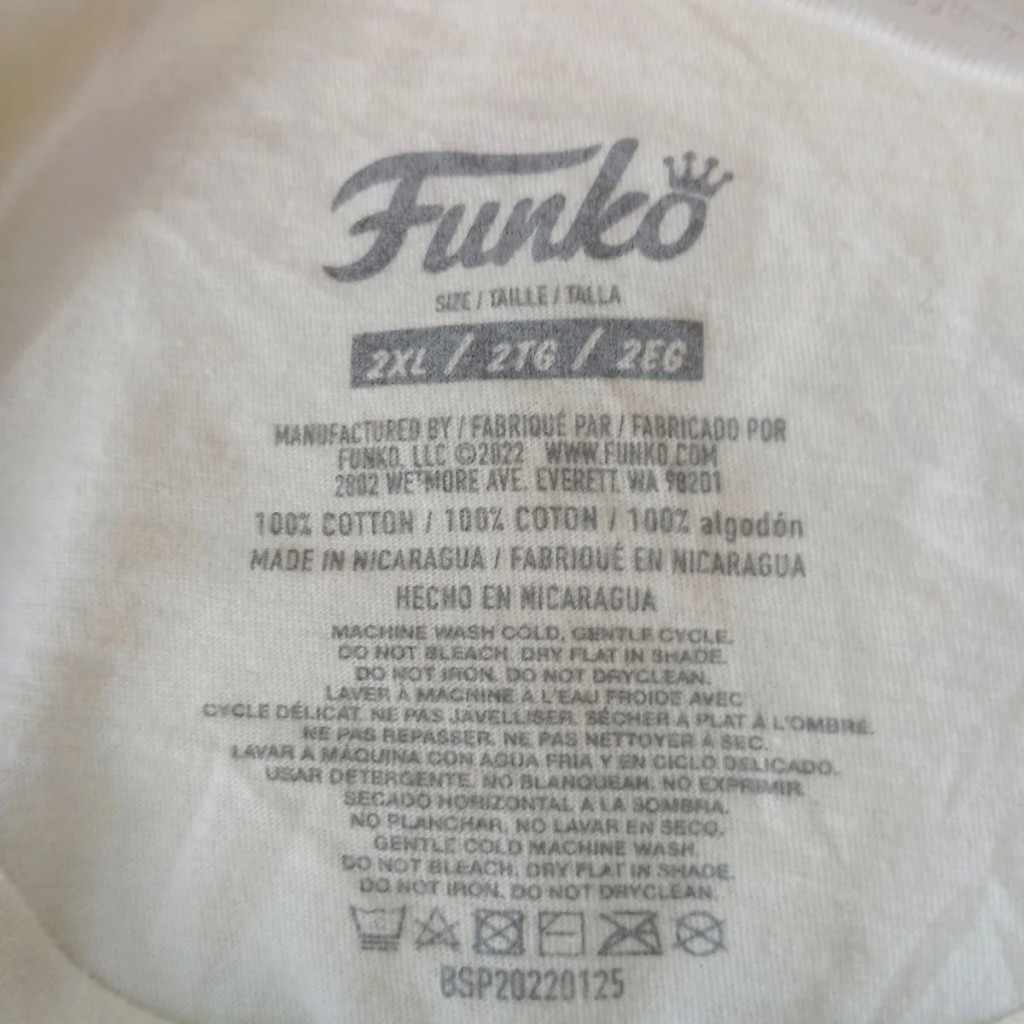 Funko
SIZE / TAILLE / TALLA
2XL / 2TG / 2EG
MANUFACTURED BY / FABRIQUÉ PAR / FABRICADO POR
FUNKO, LLC ©2022 WWW.FUNKO.COM
2802 WETMORE AVE. EVERETT, WA 98201
100% COTTON / 100% COTON / 100% algodón
MADE IN NICARAGUA / FABRIQUÉ EN NICARAGUA
HECHO EN NICARAGUA
MACHINE WASH COLD, GENTLE CYCLE.
DO NOT BLEACH. DRY FLAT IN SHADE.
DO NOT IRON. DO NOT DRYCLEAN.
LAVER À MACHINE À L'EAU FROIDE AVEC
CYCLE DÉLICAT. NE PAS JAVELLISER. SÉCHER À PLAT À L'OMBRE.
NE PAS REPASSER. NE PAS NETTOYER À SEC.
LAVAR A MÁQUINA CON AGUA FRIA Y EN CICLO DELICADO.
USAR DETERGENTE. NO BLANQUEAR. NO EXPRIMIR.
SECADO HORIZONTAL A LA SOMBRA.
NO PLANCHAR, NO LAVAR EN SECO.
GENTLE COLD MACHINE WASH
DO NOT BLEACH, DRY FLAT IN SHADE.
DO NOT IRON. DO NOT DRYCLEAN.
BSP20220125